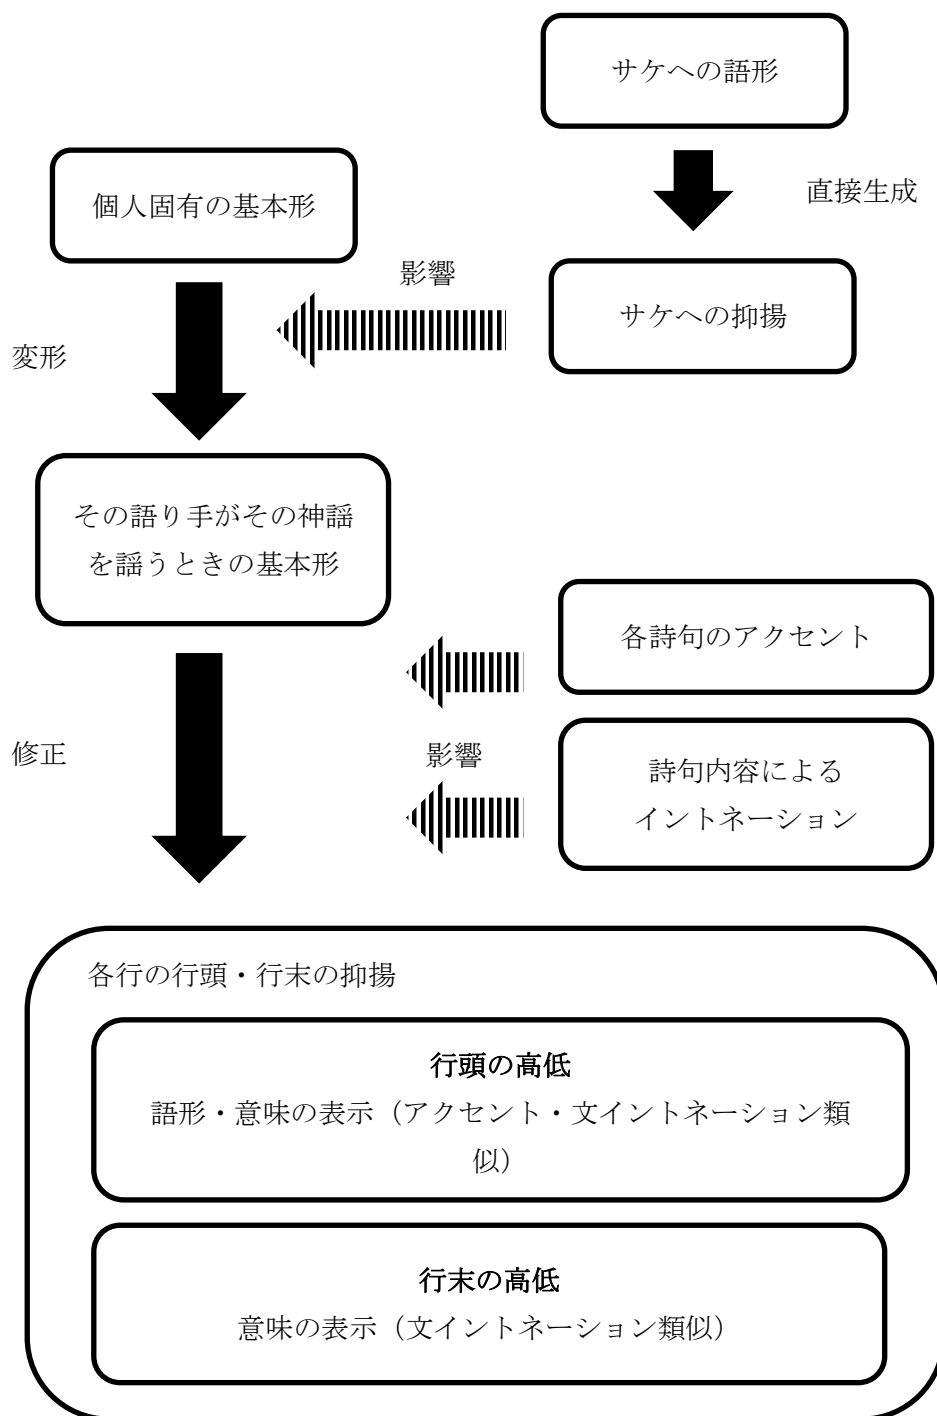 サケヘの語形
直接生成
個人固有の基本形
影響
サケヘの抑揚
変形
その語り手がその神謡
を謡うときの基本形
各詩句のアクセント
修正
影響
詩句内容による
イントネーション
各行の行頭・行末の抑揚
行頭の高低
語形・意味の表示（アクセント・文イントネーション類
似）
行末の高低
意味の表示（文イントネーション類似）